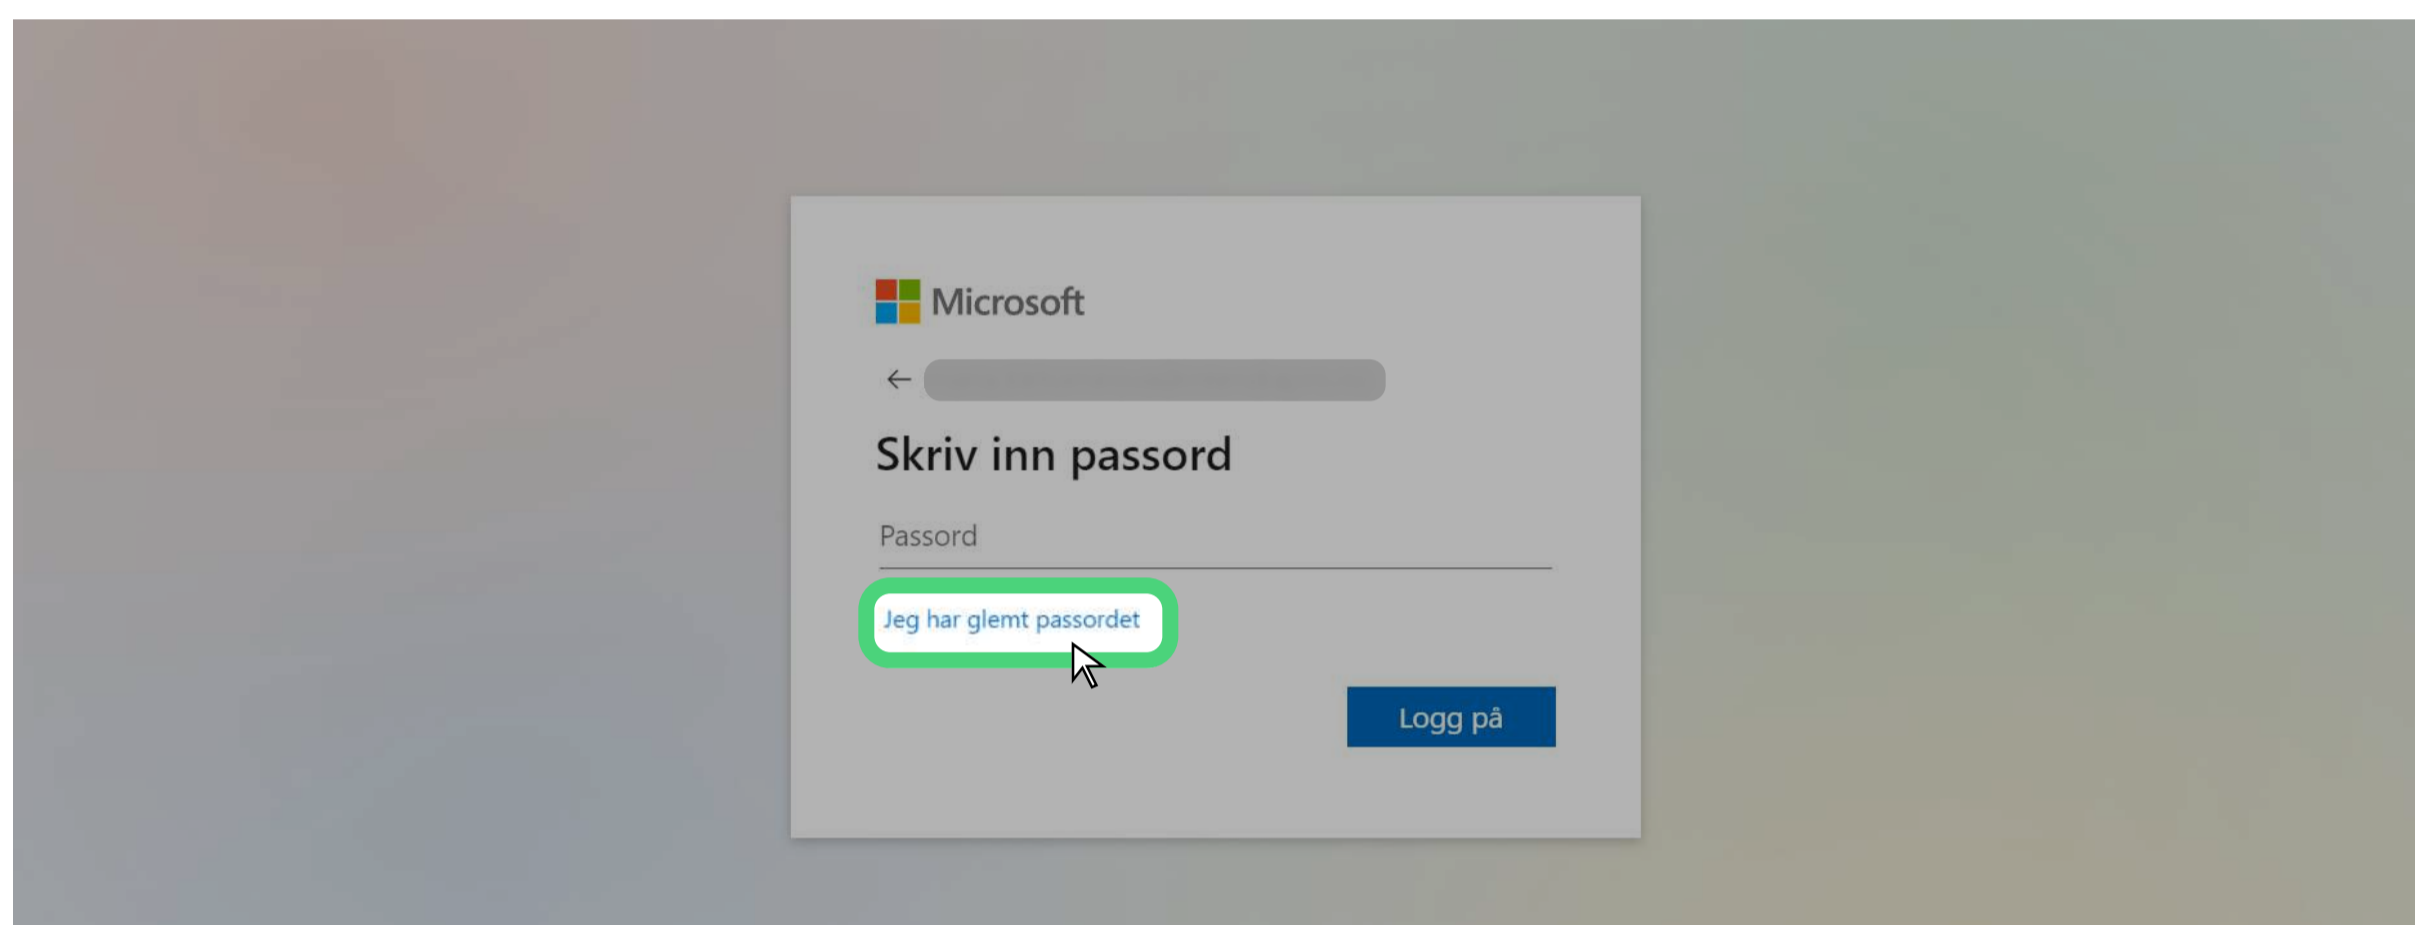 Microsoft
Skriv inn passord
Passord
Jeg har glemt passordet
Logg på